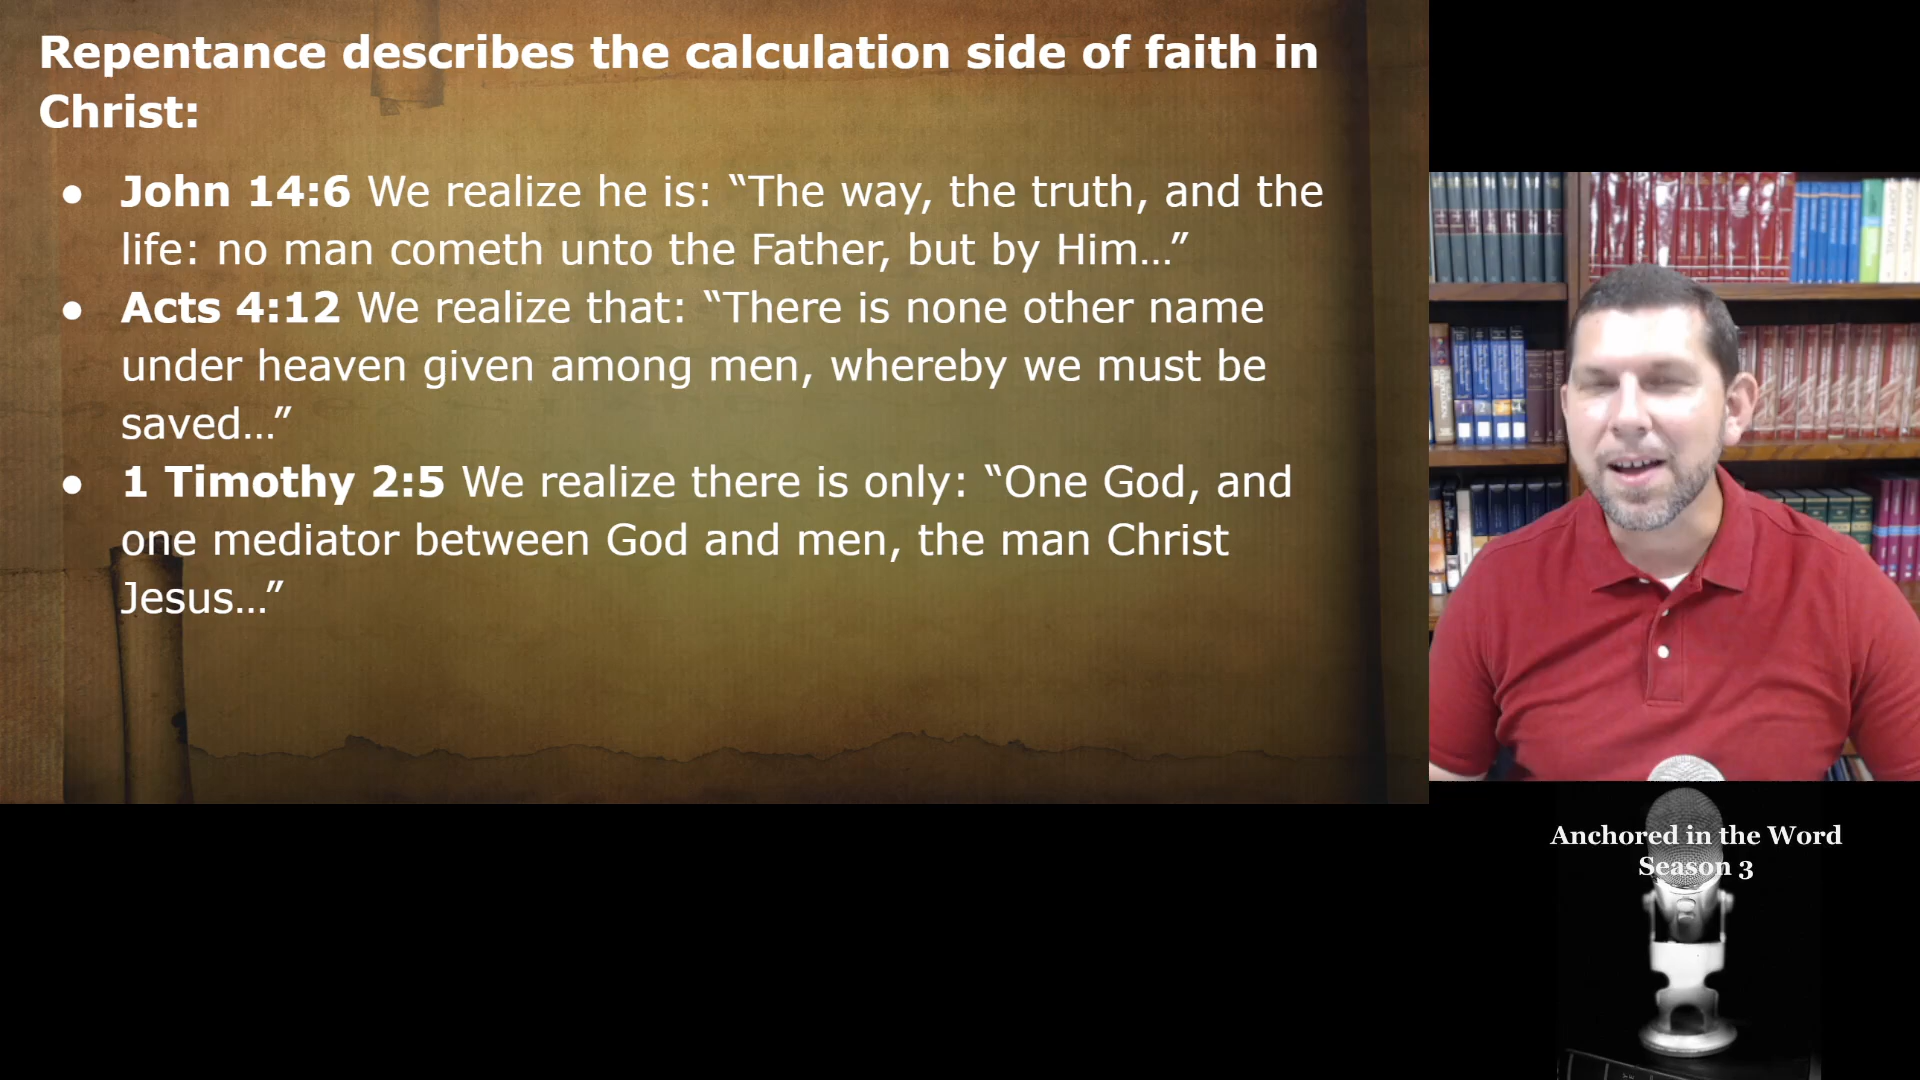 Repentance describes the calculation side of faith in
Christ:
● John 14:6 We realize he is: “The way, the truth, and the
life: no man cometh unto the Father, but by Him…”
● Acts 4:12 We realize that: “There is none other name
under heaven given among men, whereby we must be
saved…”
● 1 Timothy 2:5 We realize there is only: “One God, and
one mediator between God and men, the man Christ
Jesus…”
Anchored in the Word
Season 3